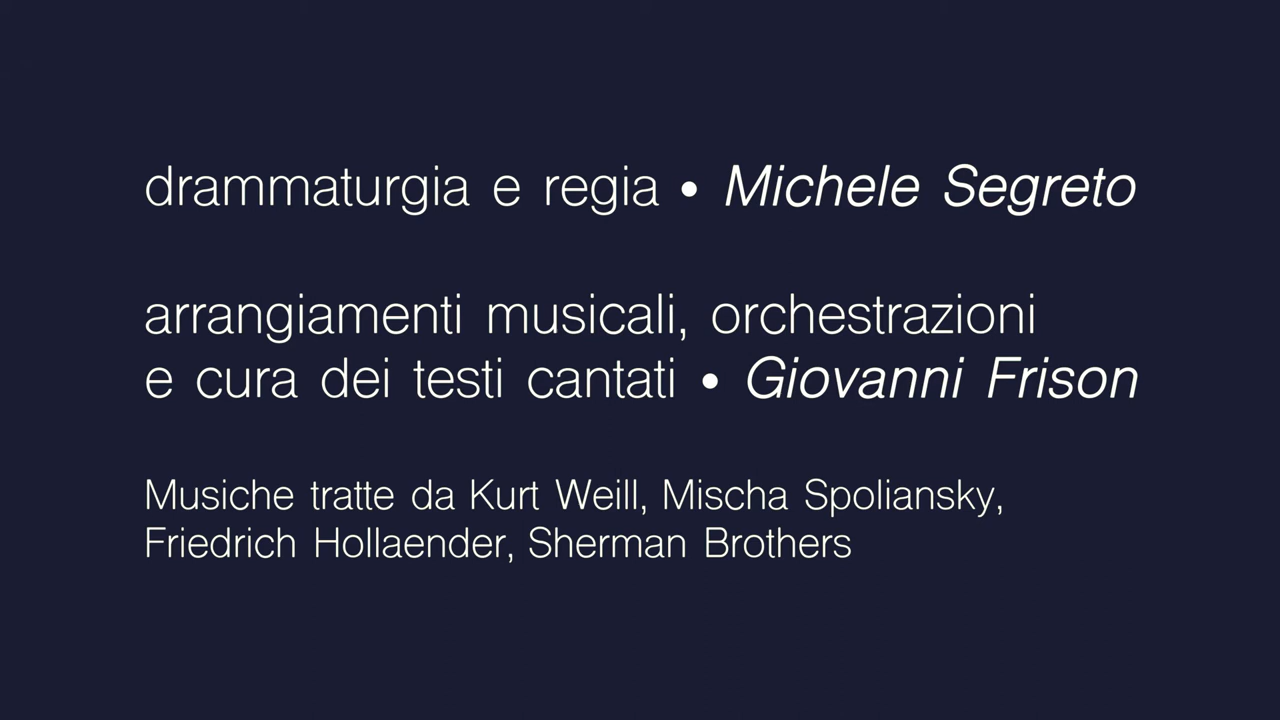 drammaturgia e regia • Michele Segreto
arrangiamenti musicali, orchestrazioni
e cura dei testi cantati • Giovanni Frison
Musiche tratte da Kurt Weill, Mischa Spoliansky,
Friedrich Hollaender, Sherman Brothers